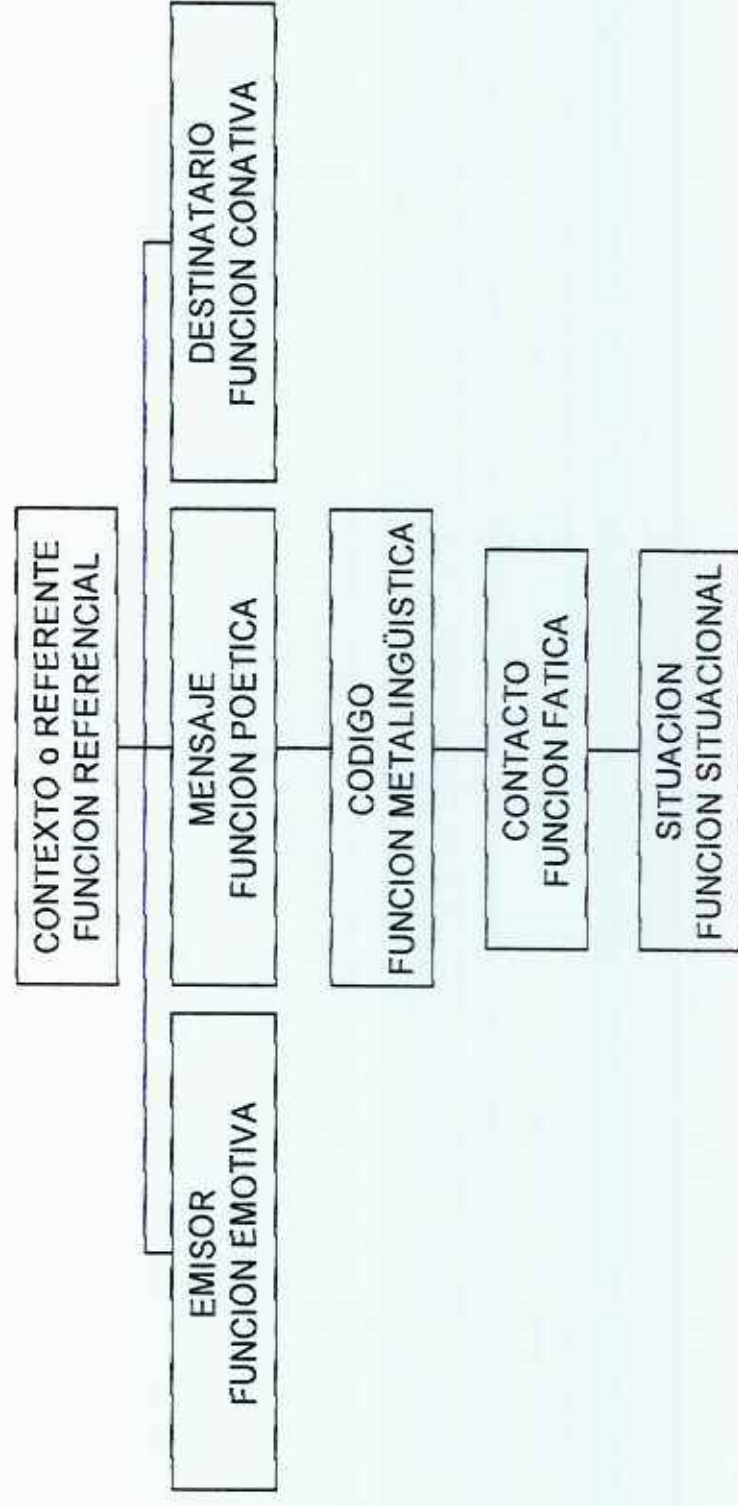 CONTEXTO o REFERENTE
FUNCION REFERENCIAL
EMISOR
FUNCION EMOTIVA
MENSAJE
FUNCION POETICA
DESTINATARIO
FUNCION CONATIVA
CODIGO
FUNCION METALINGÜISTICA
CONTACTO
FUNCION FATICA
SITUACION
FUNCION SITUACIONAL